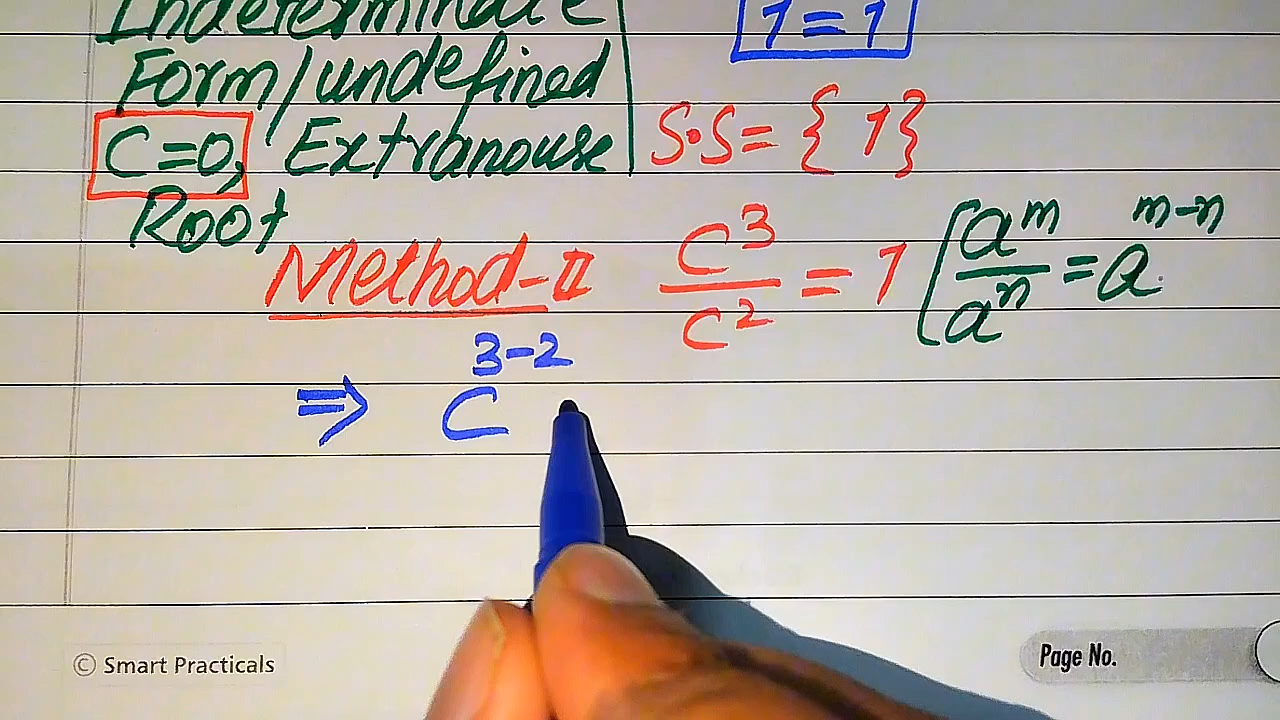 Indeterminate
Form/undefined
C=0, Extranouse
Root
1=1
S.S= { 1}
Method-II c³/c² = 1 [aᵐ/aⁿ = aᵐ⁻ⁿ
⇒ C³⁻²
© Smart Practicals
Page No.